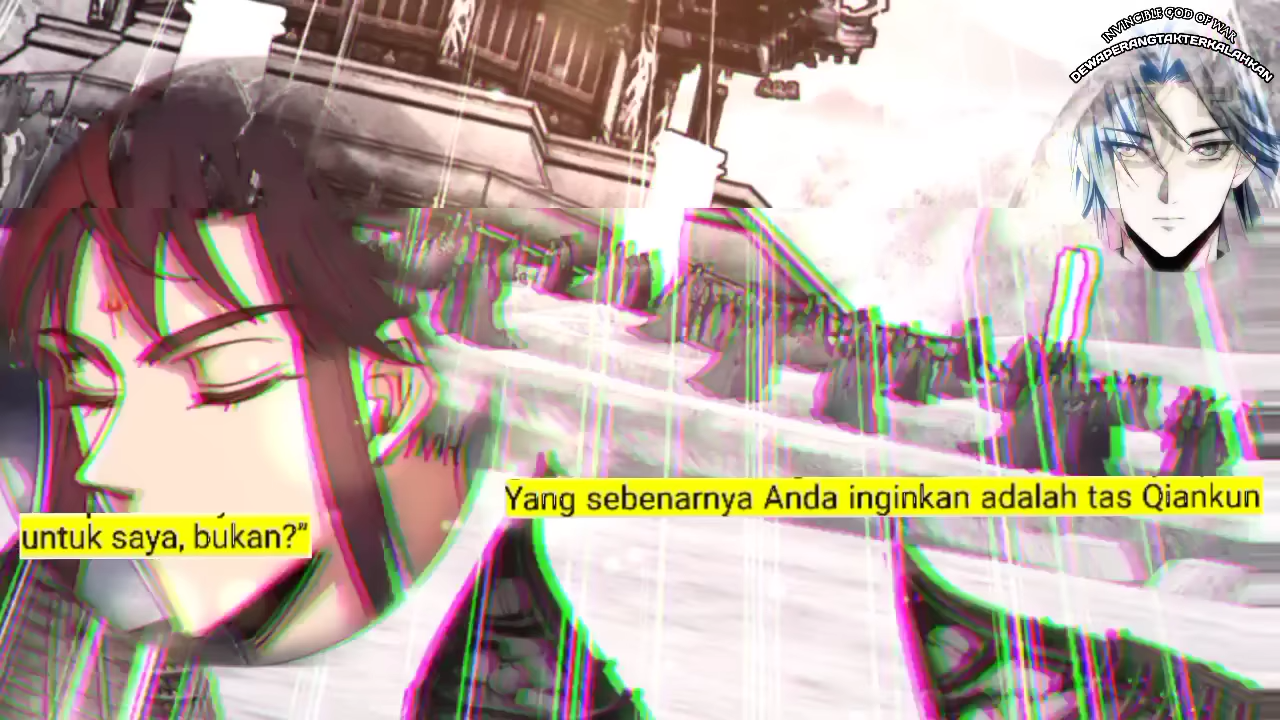 INVINCIBLE GOD OF WAR
DEWAPERANGTAKTERKALAHKAN
Yang sebenarnya Anda inginkan adalah tas Qiankun
untuk saya, bukan?”